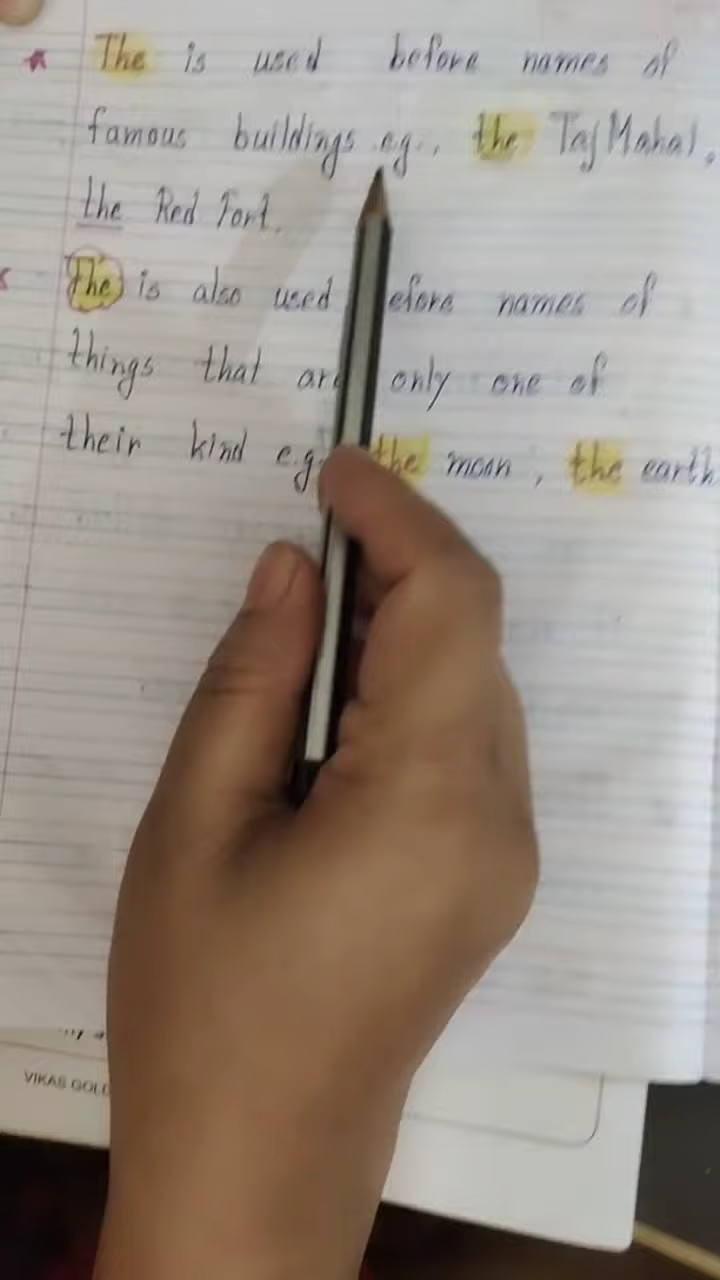 The is used before names of
famous buildings e.g., the Taj Mahal,
the Red Fort.
The is also used before names of
things that are only one of
their kind e.g. the moon, the earth
VIKAS GOLD